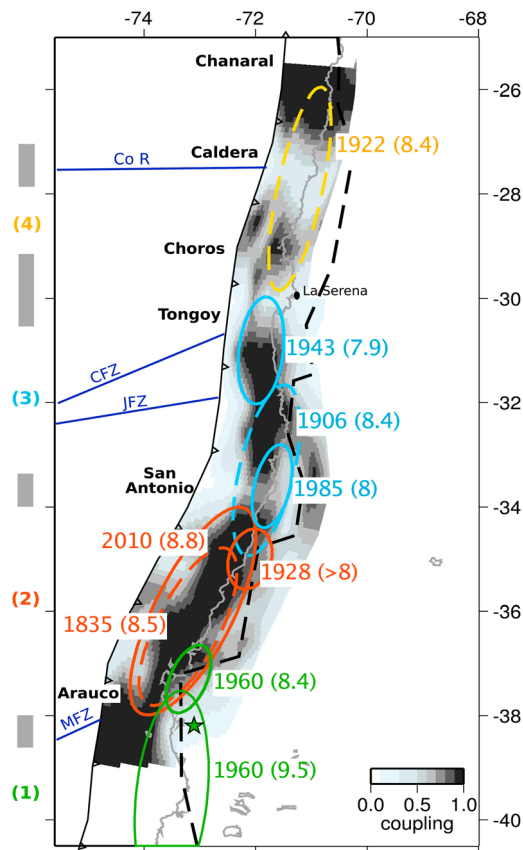 -74 -72 -70 -68
Chanaral
-26
1922 (8.4)
Caldera
Co R
-28
(4)
Choros
La Serena
-30
Tongoy
1943 (7.9)
CFZ
(3)
JFZ
-32
1906 (8.4)
San
Antonio
1985 (8)
-34
2010 (8.8)
1928 (>8)
(2)
-36
1835 (8.5)
1960 (8.4)
Arauco
MFZ
-38
1960 (9.5)
(1)
0.0 0.5 1.0
coupling
-40